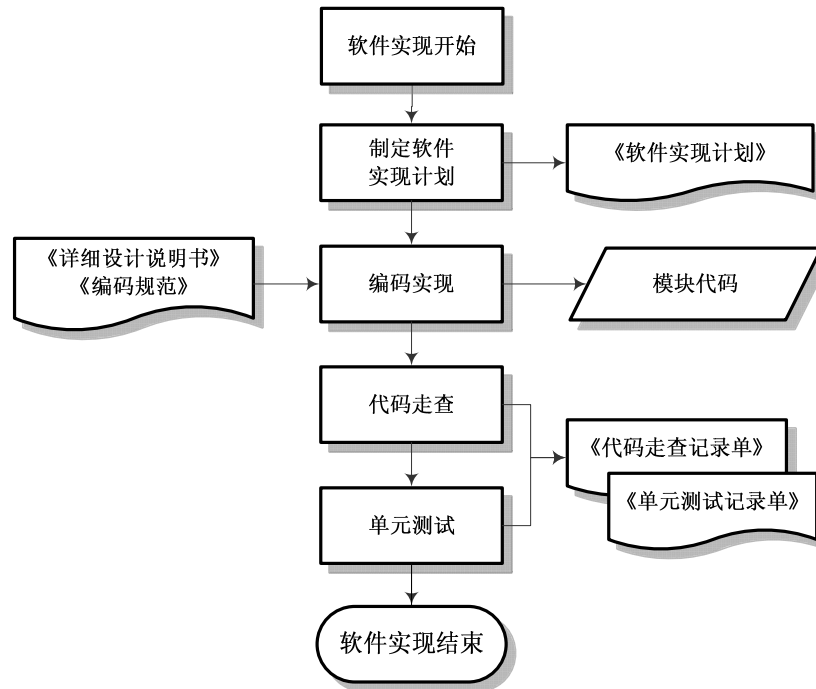 软件实现开始
制定软件
实现计划
《软件实现计划》
《详细设计说明书》
《编码规范》
编码实现
模块代码
代码走查
《代码走查记录单》
《单元测试记录单》
单元测试
软件实现结束